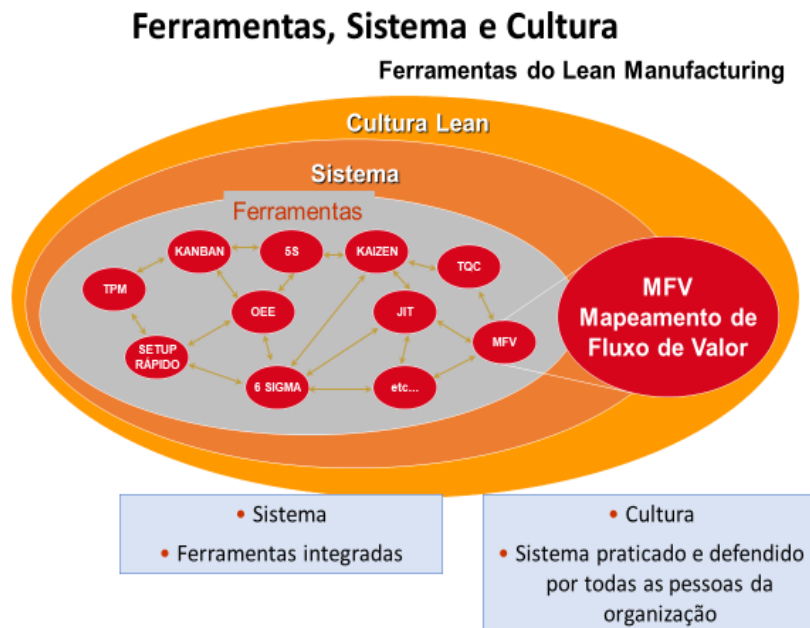 Ferramentas, Sistema e Cultura
Ferramentas do Lean Manufacturing
Cultura Lean
Sistema
Ferramentas
KANBAN
5S
KAIZEN
TQC
TPM
OEE
JIT
MFV
SETUP
RÁPIDO
6 SIGMA
etc...
MFV
Mapeamento de
Fluxo de Valor
• Sistema
• Ferramentas integradas
• Cultura
• Sistema praticado e defendido
por todas as pessoas da
organização